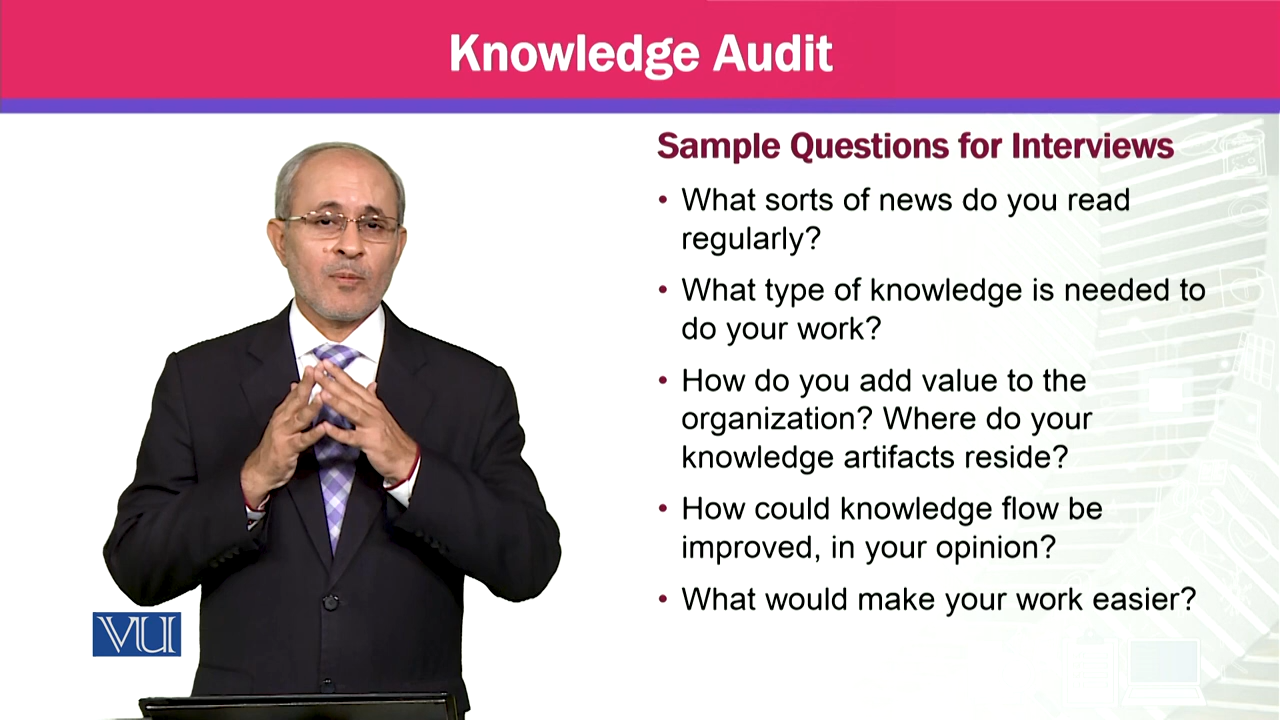 Knowledge Audit
Sample Questions for Interviews
• What sorts of news do you read
regularly?
• What type of knowledge is needed to
do your work?
• How do you add value to the
organization? Where do your
knowledge artifacts reside?
• How could knowledge flow be
improved, in your opinion?
• What would make your work easier?
VU